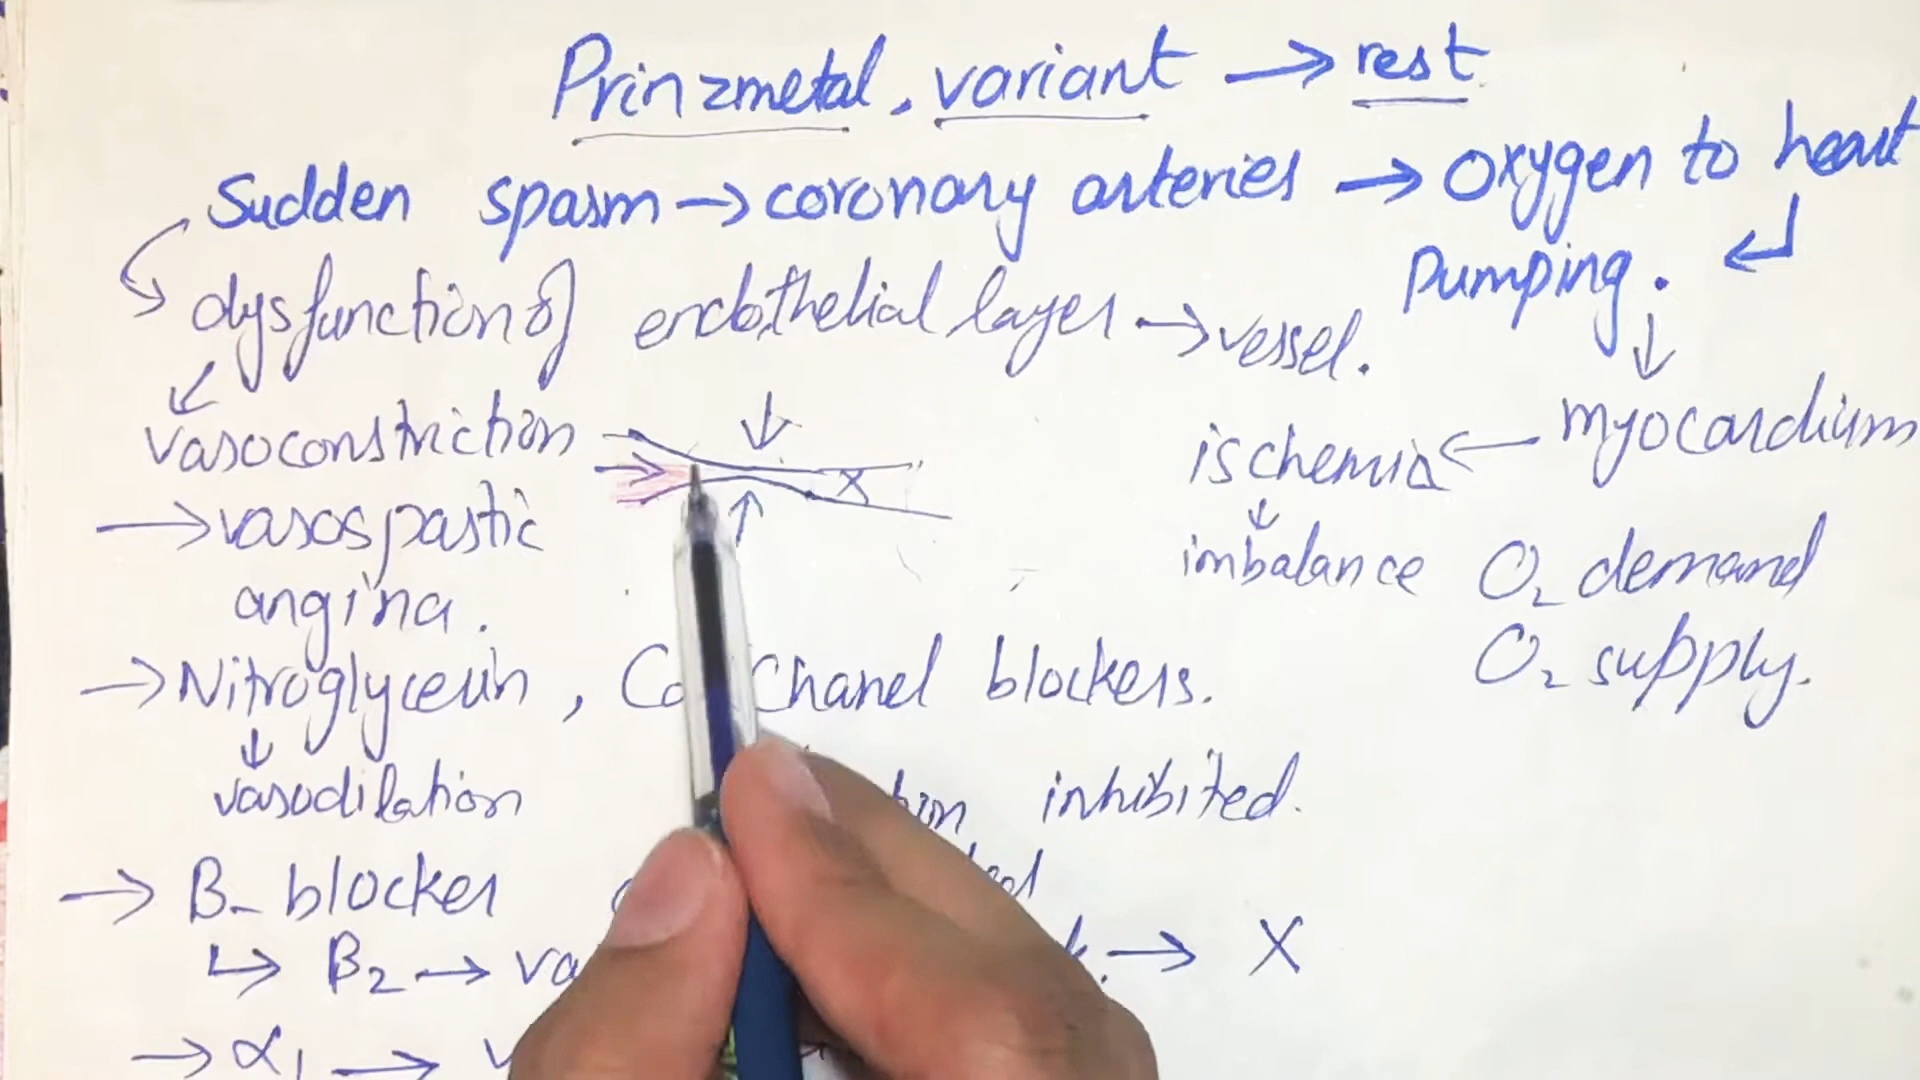 Prinzmetal. variant → rest
Sudden spasm → coronary arteries → Oxygen to heart
Pumping.
dysfunction of endothelial layer → vessel.
vasoconstriction
myocardium
ischemia
x
→ vasospastic
angina.
imbalance O₂ demand
O₂ supply.
→ Nitroglycerin, Chanel blockers.
↓
vasodilation inhibited.
→ B-blocker
↳ B₂ → → X
→ α₁ →